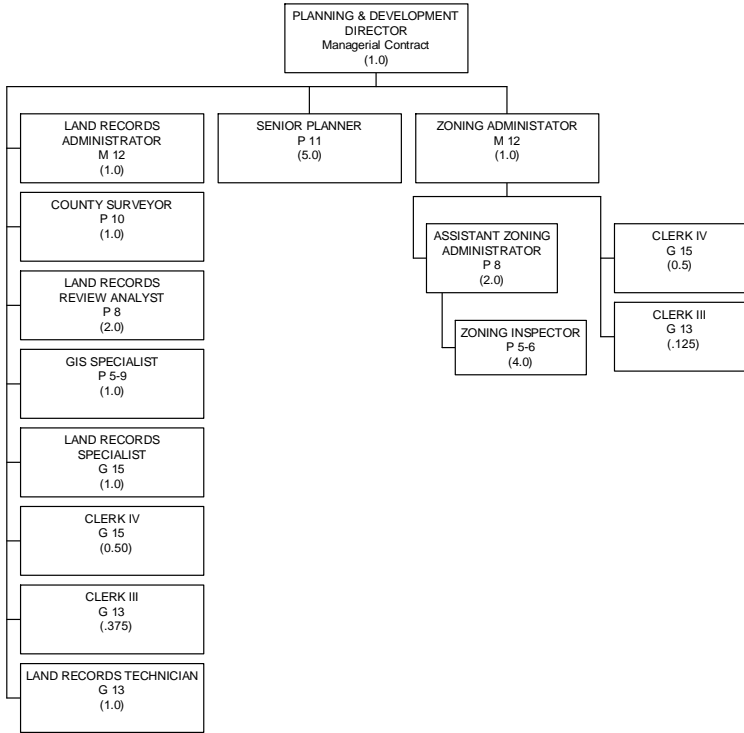 PLANNING & DEVELOPMENT
DIRECTOR
Managerial Contract
(1.0)
LAND RECORDS
ADMINISTRATOR
M 12
(1.0)
SENIOR PLANNER
P 11
(5.0)
ZONING ADMINISTATOR
M 12
(1.0)
COUNTY SURVEYOR
P 10
(1.0)
LAND RECORDS
REVIEW ANALYST
P 8
(2.0)
GIS SPECIALIST
P 5-9
(1.0)
LAND RECORDS
SPECIALIST
G 15
(1.0)
CLERK IV
G 15
(0.50)
CLERK III
G 13
(.375)
LAND RECORDS TECHNICIAN
G 13
(1.0)
ASSISTANT ZONING
ADMINISTRATOR
P 8
(2.0)
ZONING INSPECTOR
P 5-6
(4.0)
CLERK IV
G 15
(0.5)
CLERK III
G 13
(.125)